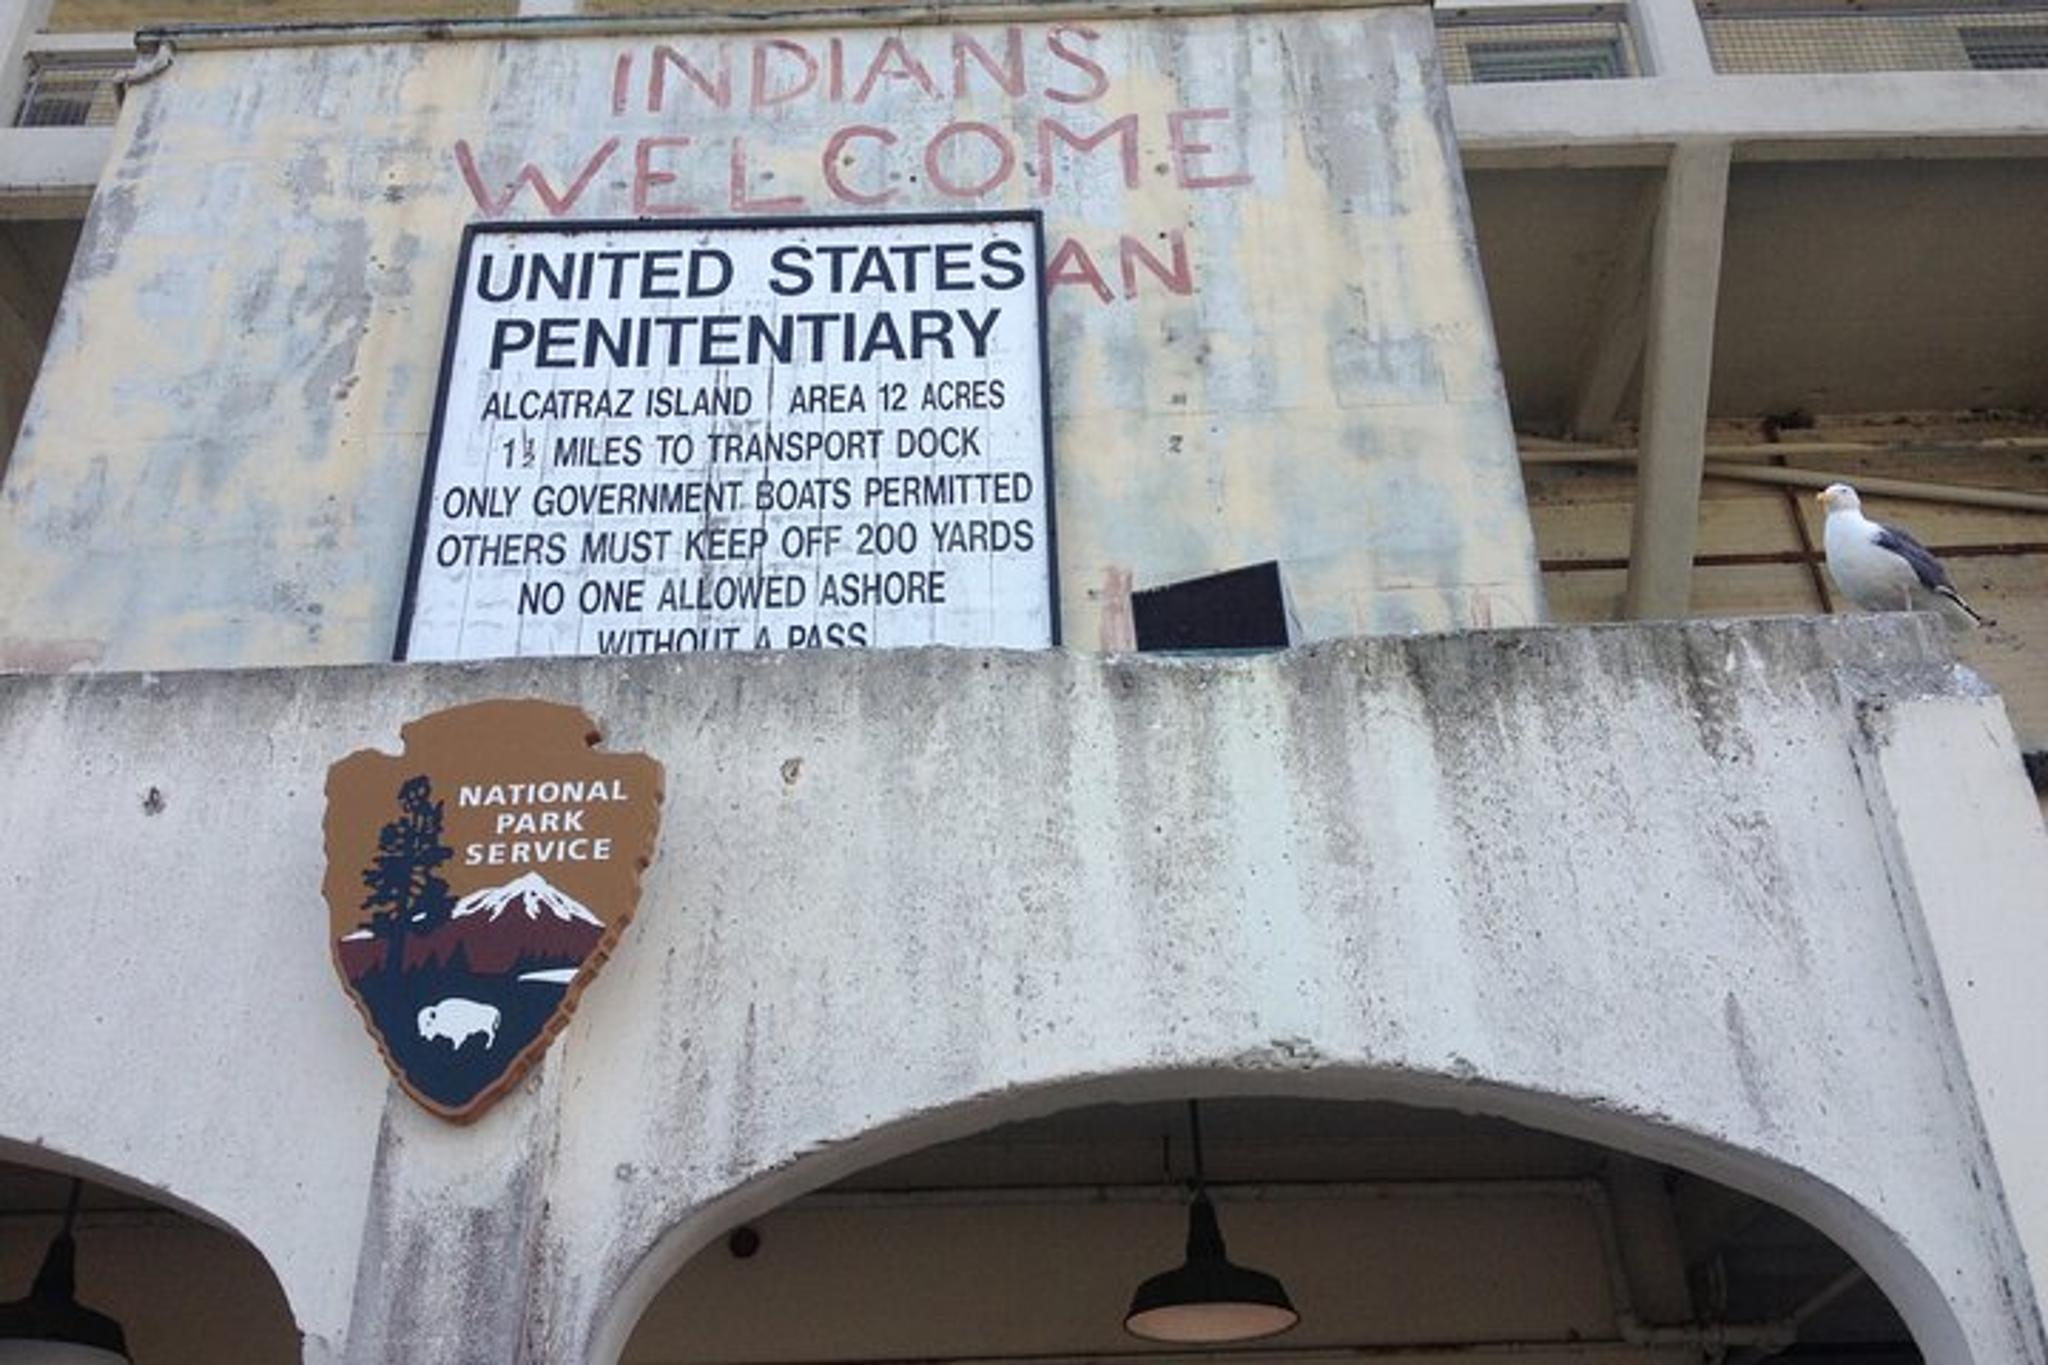 INDIANS
WELCOME
AN
UNITED STATES
PENITENTIARY
ALCATRAZ ISLAND AREA 12 ACRES
1½ MILES TO TRANSPORT DOCK
ONLY GOVERNMENT BOATS PERMITTED
OTHERS MUST KEEP OFF 200 YARDS
NO ONE ALLOWED ASHORE
WITHOUT A PASS
NATIONAL
PARK
SERVICE